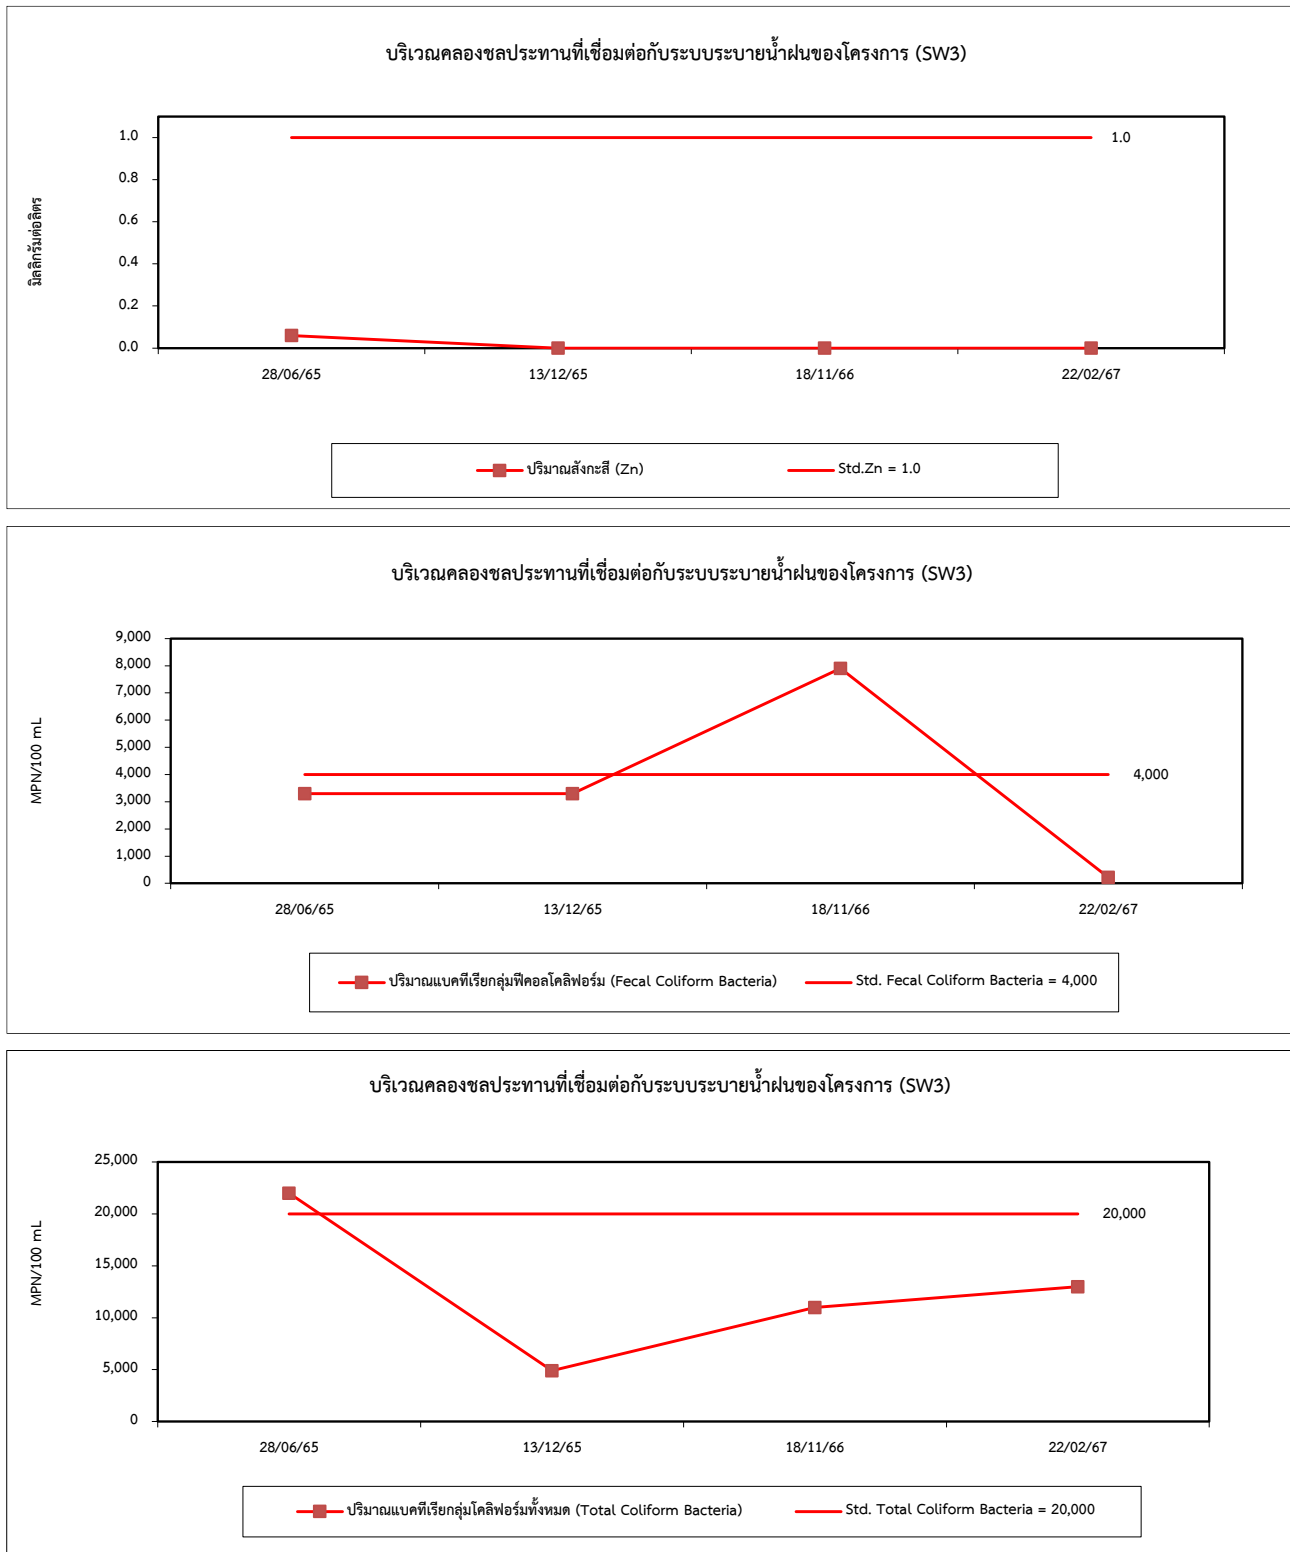 บริเวณคลองชลประทานที่เชื่อมต่อกับระบบระบายน้ำฝนของโครงการ (SW3)
มิลลิกรัมต่อลิตร
1.0
0.8
0.6
0.4
0.2
0.0
1.0
28/06/65 13/12/65 18/11/66 22/02/67
ปริมาณสังกะสี (Zn) Std.Zn = 1.0
บริเวณคลองชลประทานที่เชื่อมต่อกับระบบระบายน้ำฝนของโครงการ (SW3)
MPN/100 mL
9,000
8,000
7,000
6,000
5,000
4,000
3,000
2,000
1,000
0
4,000
28/06/65 13/12/65 18/11/66 22/02/67
ปริมาณแบคทีเรียกลุ่มฟีคอลโคลิฟอร์ม (Fecal Coliform Bacteria) Std. Fecal Coliform Bacteria = 4,000
บริเวณคลองชลประทานที่เชื่อมต่อกับระบบระบายน้ำฝนของโครงการ (SW3)
MPN/100 mL
25,000
20,000
15,000
10,000
5,000
0
20,000
28/06/65 13/12/65 18/11/66 22/02/67
ปริมาณแบคทีเรียกลุ่มโคลิฟอร์มทั้งหมด (Total Coliform Bacteria) Std. Total Coliform Bacteria = 20,000